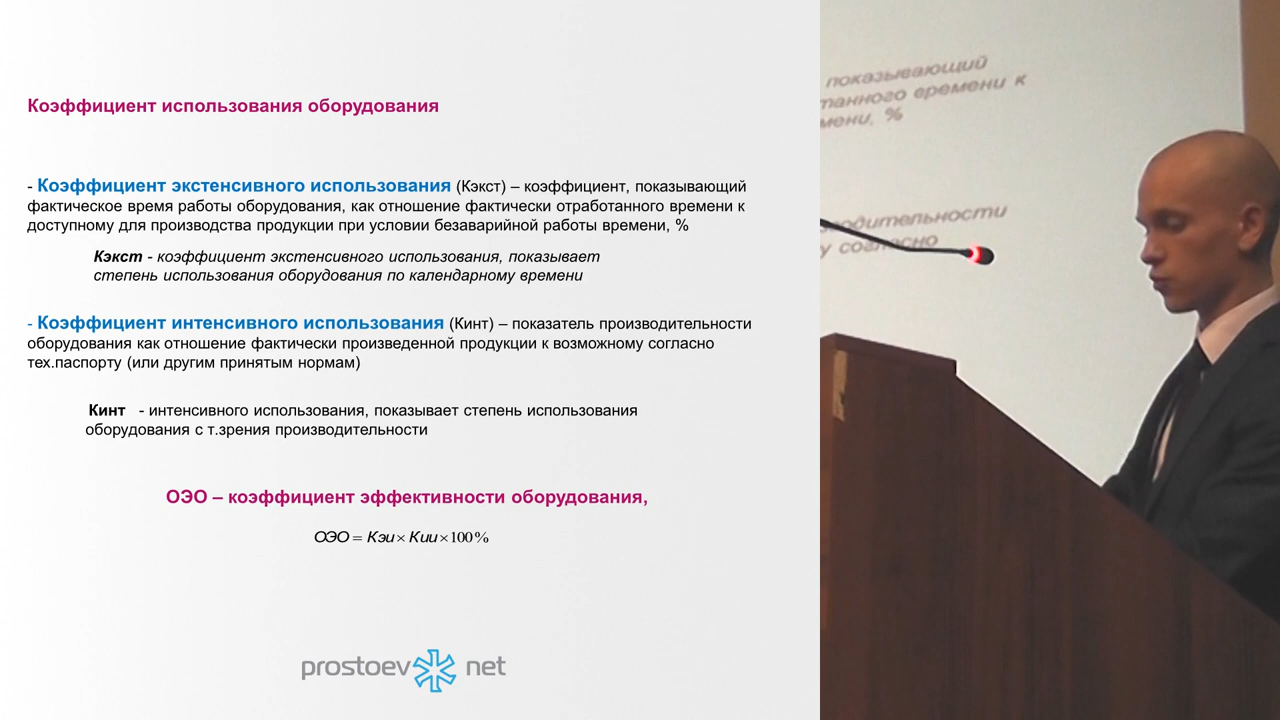 Коэффициент использования оборудования
- Коэффициент экстенсивного использования (Кэкст) – коэффициент, показывающий
фактическое время работы оборудования, как отношение фактически отработанного времени к
доступному для производства продукции при условии безаварийной работы времени, %
Кэкст - коэффициент экстенсивного использования, показывает
степень использования оборудования по календарному времени
- Коэффициент интенсивного использования (Кинт) – показатель производительности
оборудования как отношение фактически произведенной продукции к возможному согласно
тех.паспорту (или другим принятым нормам)
Кинт - интенсивного использования, показывает степень использования
оборудования с т.зрения производительности
ОЭО – коэффициент эффективности оборудования,
ОЭО = Кэи × Кии × 100%
prostoev net
показывающий
танного времени к
мени, %
водительности
у согласно